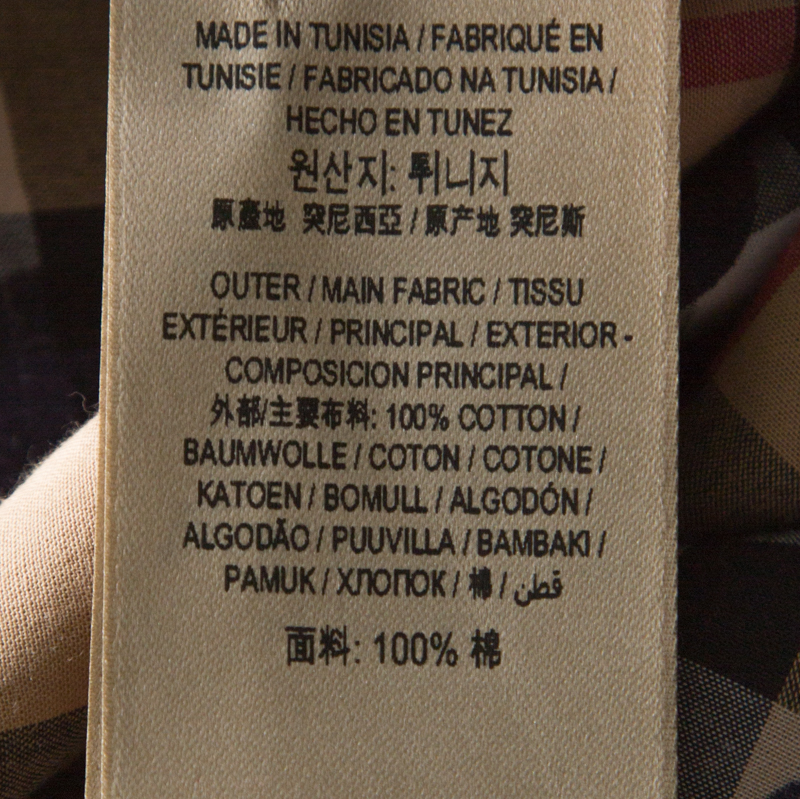 MADE IN TUNISIA / FABRIQUÉ EN
TUNISIE / FABRICADO NA TUNISIA /
HECHO EN TUNEZ
원산지: 튀니지
原產地 突尼西亞 / 原产地 突尼斯
OUTER / MAIN FABRIC / TISSU
EXTÉRIEUR / PRINCIPAL / EXTERIOR -
COMPOSICION PRINCIPAL /
外部/主要布料: 100% COTTON /
BAUMWOLLE / COTON / COTONE /
KATOEN / BOMULL / ALGODÓN /
ALGODÃO / PUUVILLA / BAMBAKI /
PAMUK / ХЛОПОК / 棉 / قطن
面料: 100% 棉